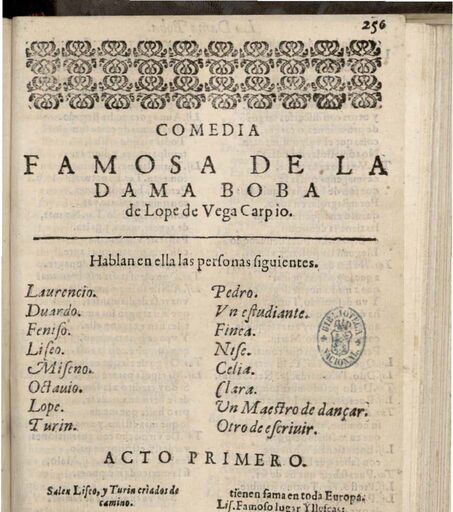 256
COMEDIA
FAMOSA DE LA
DAMA BOBA
de Lope de Vega Carpio.
Hablan en ella las personas siguientes.
Laurencio.
Duardo.
Feniſo.
Liſeo.
Miſeno.
Octauio.
Lope.
Turin.
Pedro.
Vn eſtudiante.
Finea.
Niſe.
Celia.
Clara.
Vn Maeſtro de dançar.
Otro de eſcriuir.
BIBLIOTECA NACIONAL
ACTO PRIMERO.
Salen Liſeo, y Turin criados de
camino.
tienen fama en toda Europa.
Liſ. Famoso lugar Ylleſcas: